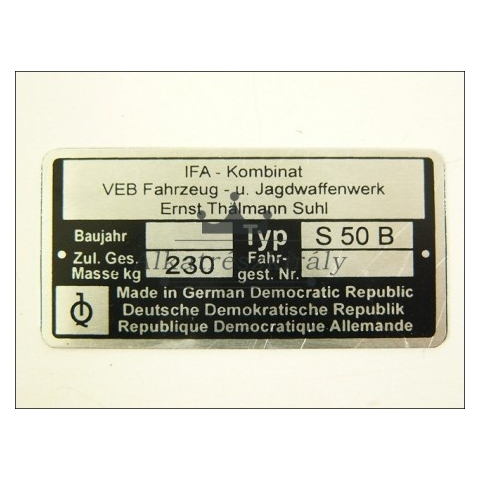 IFA - Kombinat
VEB Fahrzeug - u. Jagdwaffenwerk
Ernst Thälmann Suhl
Baujahr Typ S 50 B
Zul. Ges. Masse kg 230 Fahr- gest. Nr.
Alkatrészkirály
Made in German Democratic Republic
Deutsche Demokratische Republik
Republique Democratique Allemande